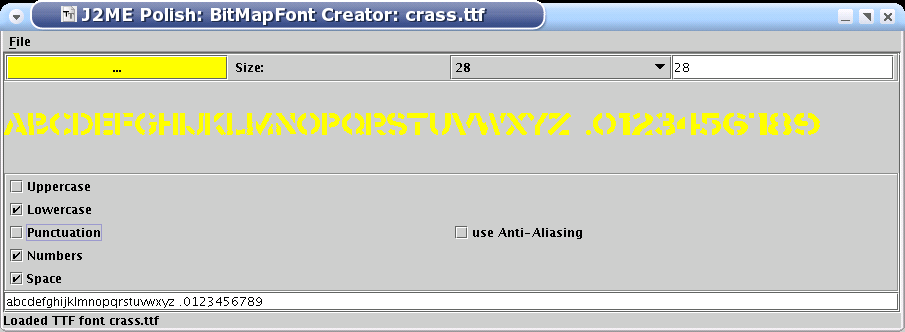 J2ME Polish: BitMapFont Creator: crass.ttf
File
... Size: 28 28
ABCDEFGHIJKLMNOPQRSTUVWXYZ .0123456789
Uppercase
Lowercase
Punctuation use Anti-Aliasing
Numbers
Space
abcdefghijklmnopqrstuvwxyz .0123456789
Loaded TTF font crass.ttf